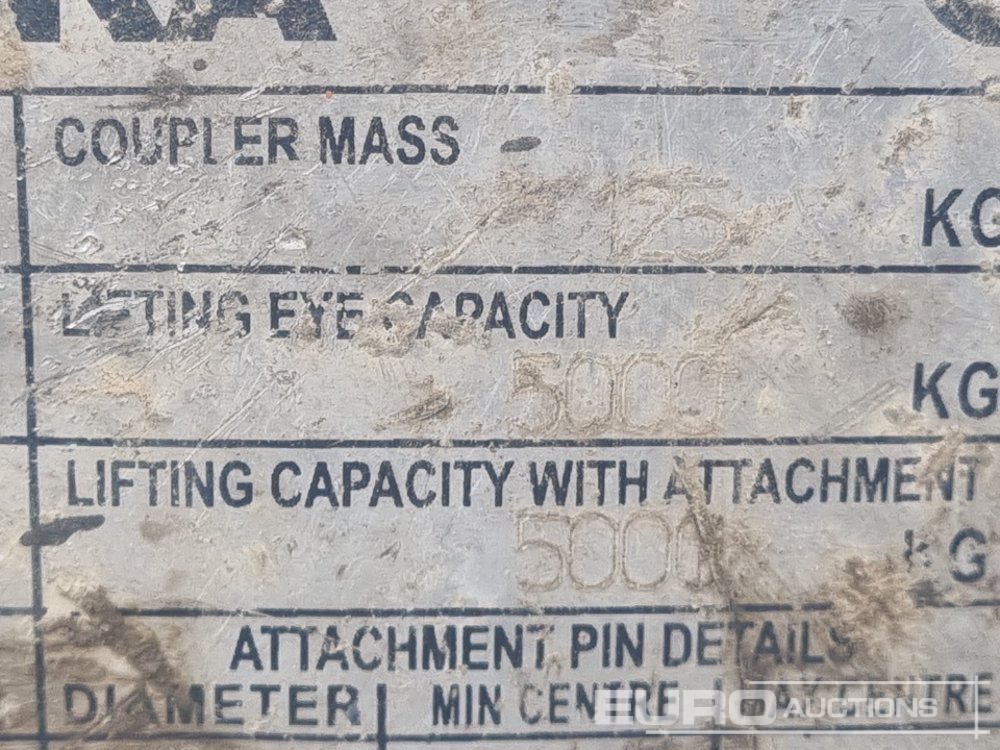 COUPLER MASS
KG
LIFTING EYE CAPACITY
5000 KG
LIFTING CAPACITY WITH ATTACHMENT
5000 KG
ATTACHMENT PIN DETAILS
DIAMETER MIN CENTRE MAX CENTRE
EURO AUCTIONS